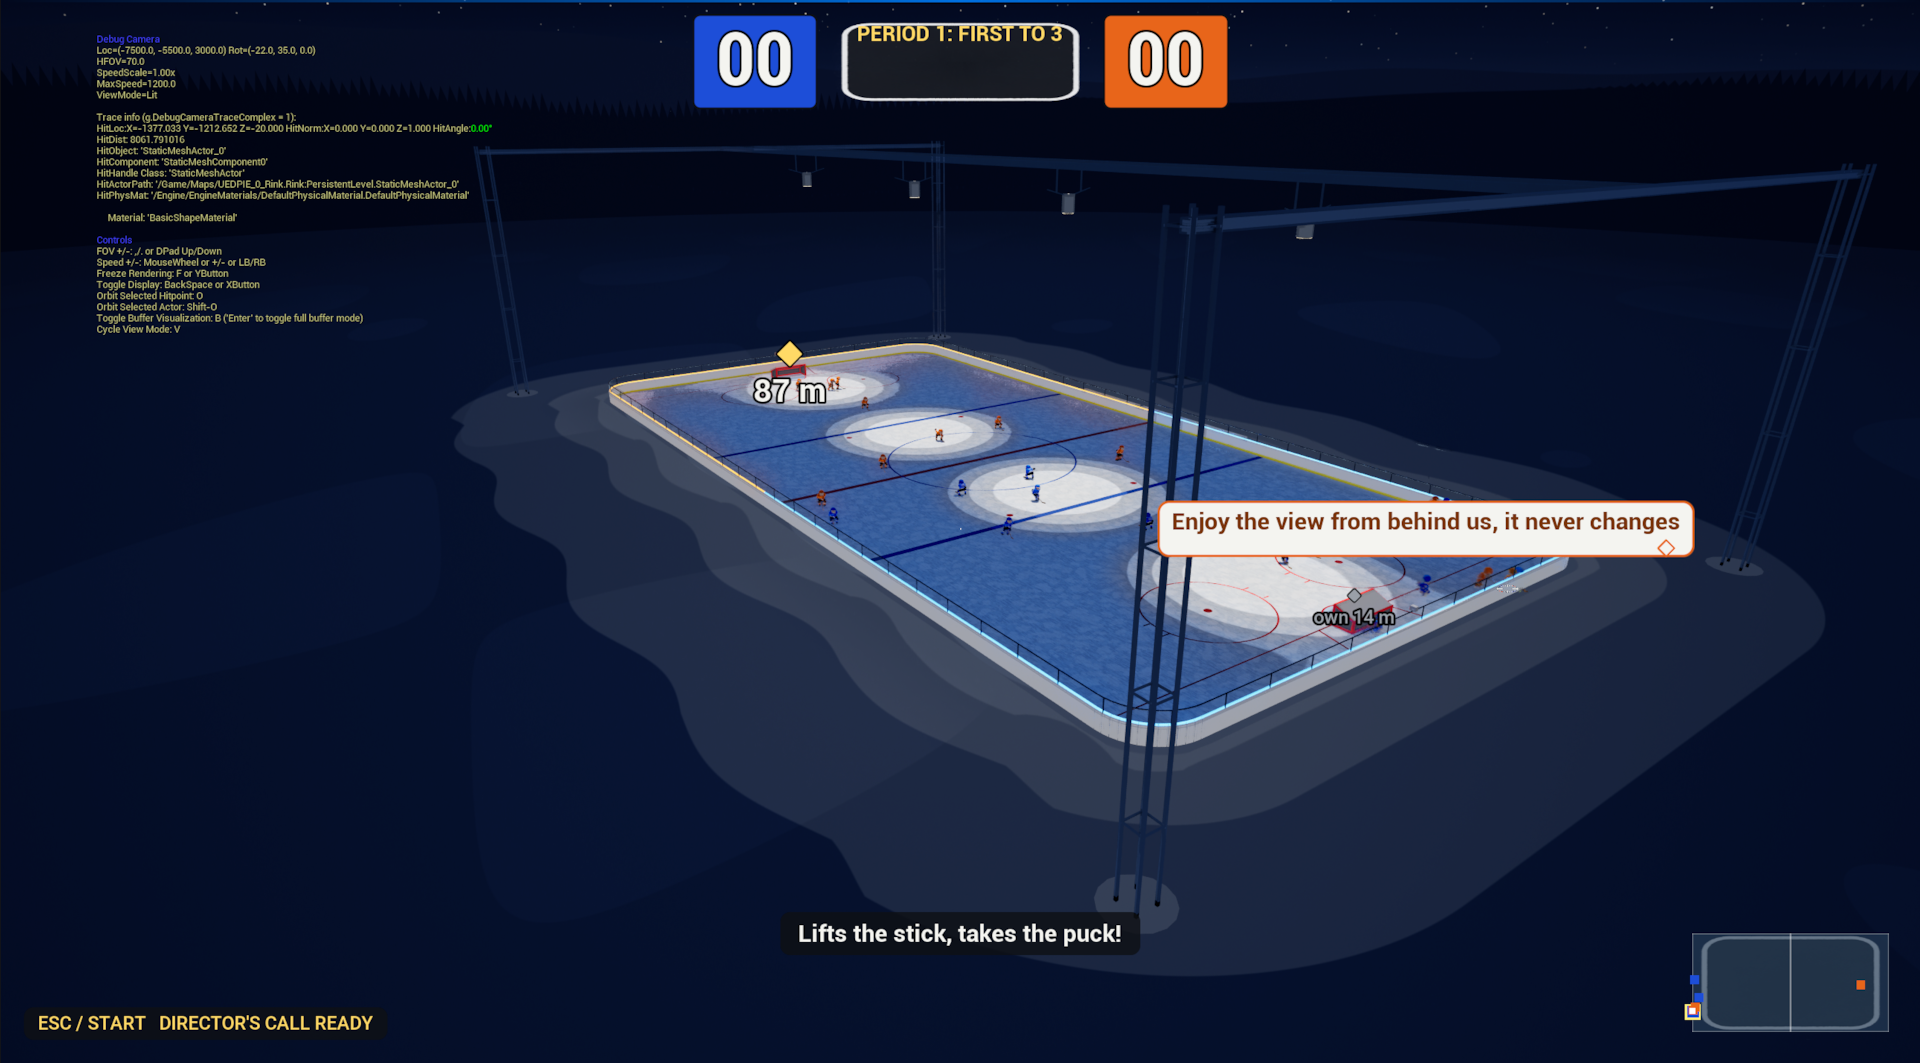 00
PERIOD 1: FIRST TO 3
00
Debug Camera
Loc=(-7500.0, -5500.0, 3000.0) Rot=(-22.0, 35.0, 0.0)
HFOV=70.0
SpeedScale=1.00x
MaxSpeed=1200.0
ViewMode=Lit
Trace info (g.DebugCameraTraceComplex = 1):
HitLoc:X=-1377.033 Y=-1212.652 Z=-20.000 HitNorm:X=0.000 Y=0.000 Z=1.000 HitAngle:0.00°
HitDist: 8061.791016
HitObject: 'StaticMeshActor_0'
HitComponent: 'StaticMeshComponent0'
HitHandle Class: 'StaticMeshActor'
HitActorPath: '/Game/Maps/UEDPIE_0_Rink.Rink:PersistentLevel.StaticMeshActor_0'
HitPhysMat: '/Engine/EngineMaterials/DefaultPhysicalMaterial.DefaultPhysicalMaterial'
Material: 'BasicShapeMaterial'
Controls
FOV +/-: ,/. or DPad Up/Down
Speed +/-: MouseWheel or +/- or LB/RB
Freeze Rendering: F or YButton
Toggle Display: BackSpace or XButton
Orbit Selected Hitpoint: O
Orbit Selected Actor: Shift-O
Toggle Buffer Visualization: B ('Enter' to toggle full buffer mode)
Cycle View Mode: V
87 m
Enjoy the view from behind us, it never changes
own 14 m
Lifts the stick, takes the puck!
ESC / START DIRECTOR'S CALL READY